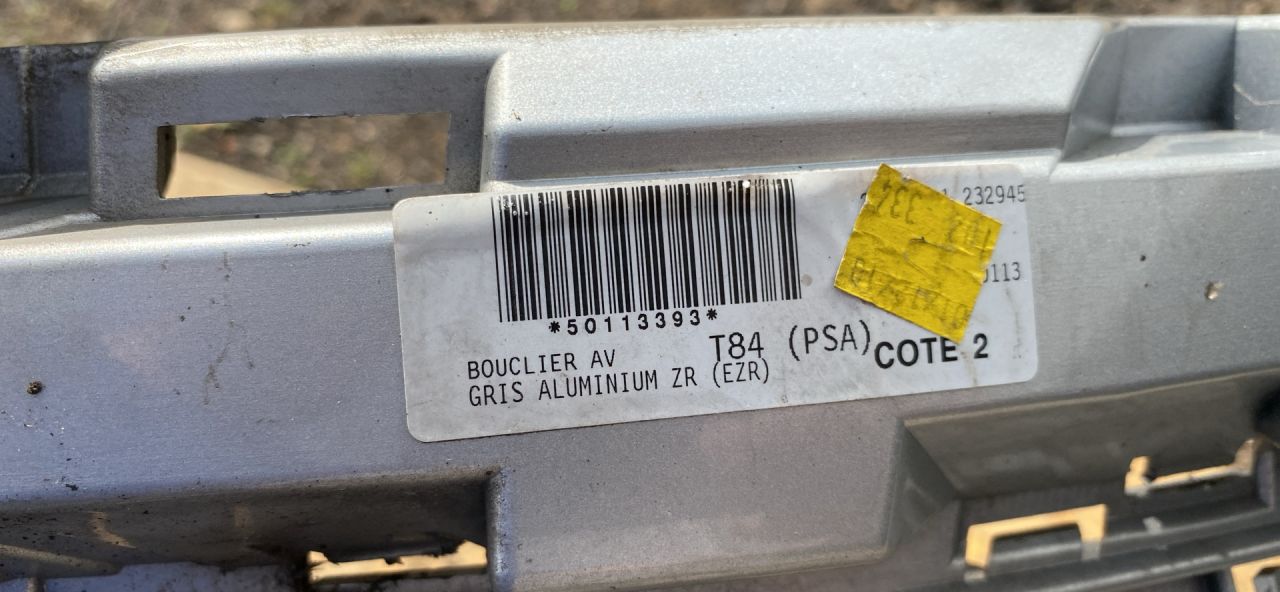 232945
0113
*50113393*
BOUCLIER AV T84 (PSA) COTE 2
GRIS ALUMINIUM ZR (EZR)